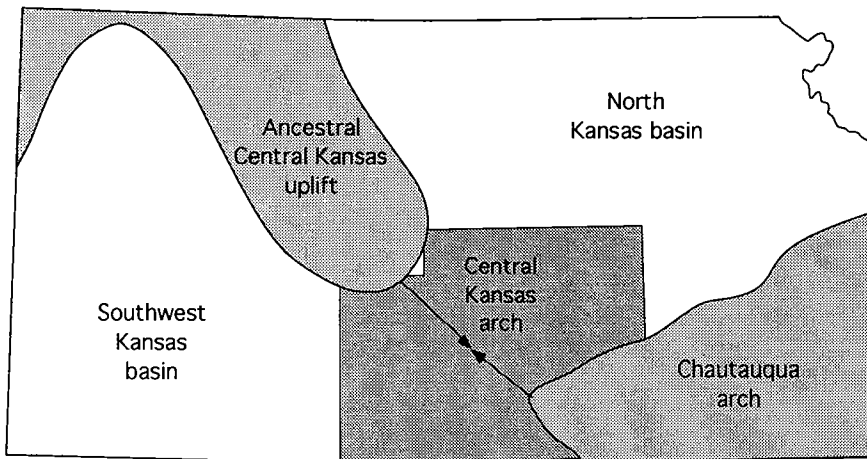 North
Kansas basin
Ancestral
Central Kansas
uplift
Central
Kansas
arch
Southwest
Kansas
basin
Chautauqua
arch